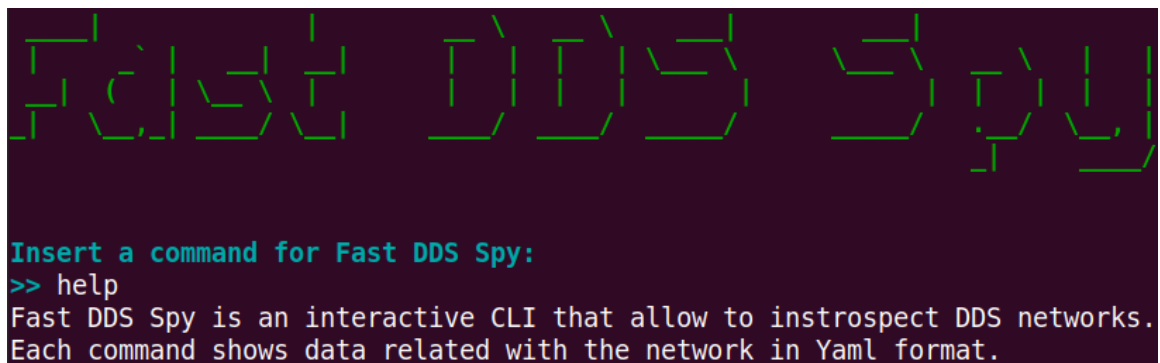 Fast DDS Spy
Insert a command for Fast DDS Spy:
>> help
Fast DDS Spy is an interactive CLI that allow to instrospect DDS networks.
Each command shows data related with the network in Yaml format.